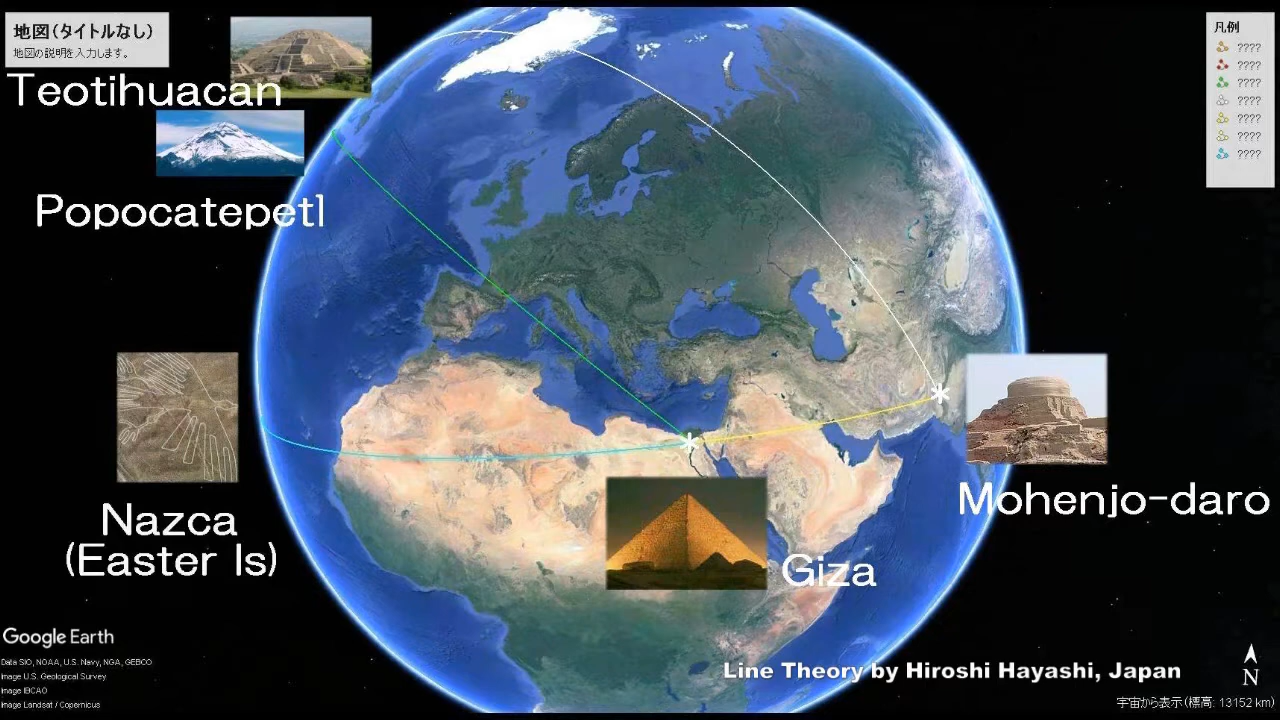 地図(タイトルなし)
地図の説明を入力します。
凡例
????
????
????
????
????
????
????
Teotihuacan
Popocatepetl
Nazca
(Easter Is)
Mohenjo-daro
Giza
Google Earth
Data SIO, NOAA, U.S. Navy, NGA, GEBCO
Image U.S. Geological Survey
Image IBCAO
Image Landsat / Copernicus
Line Theory by Hiroshi Hayashi, Japan
N
宇宙から表示(標高: 13152 km)